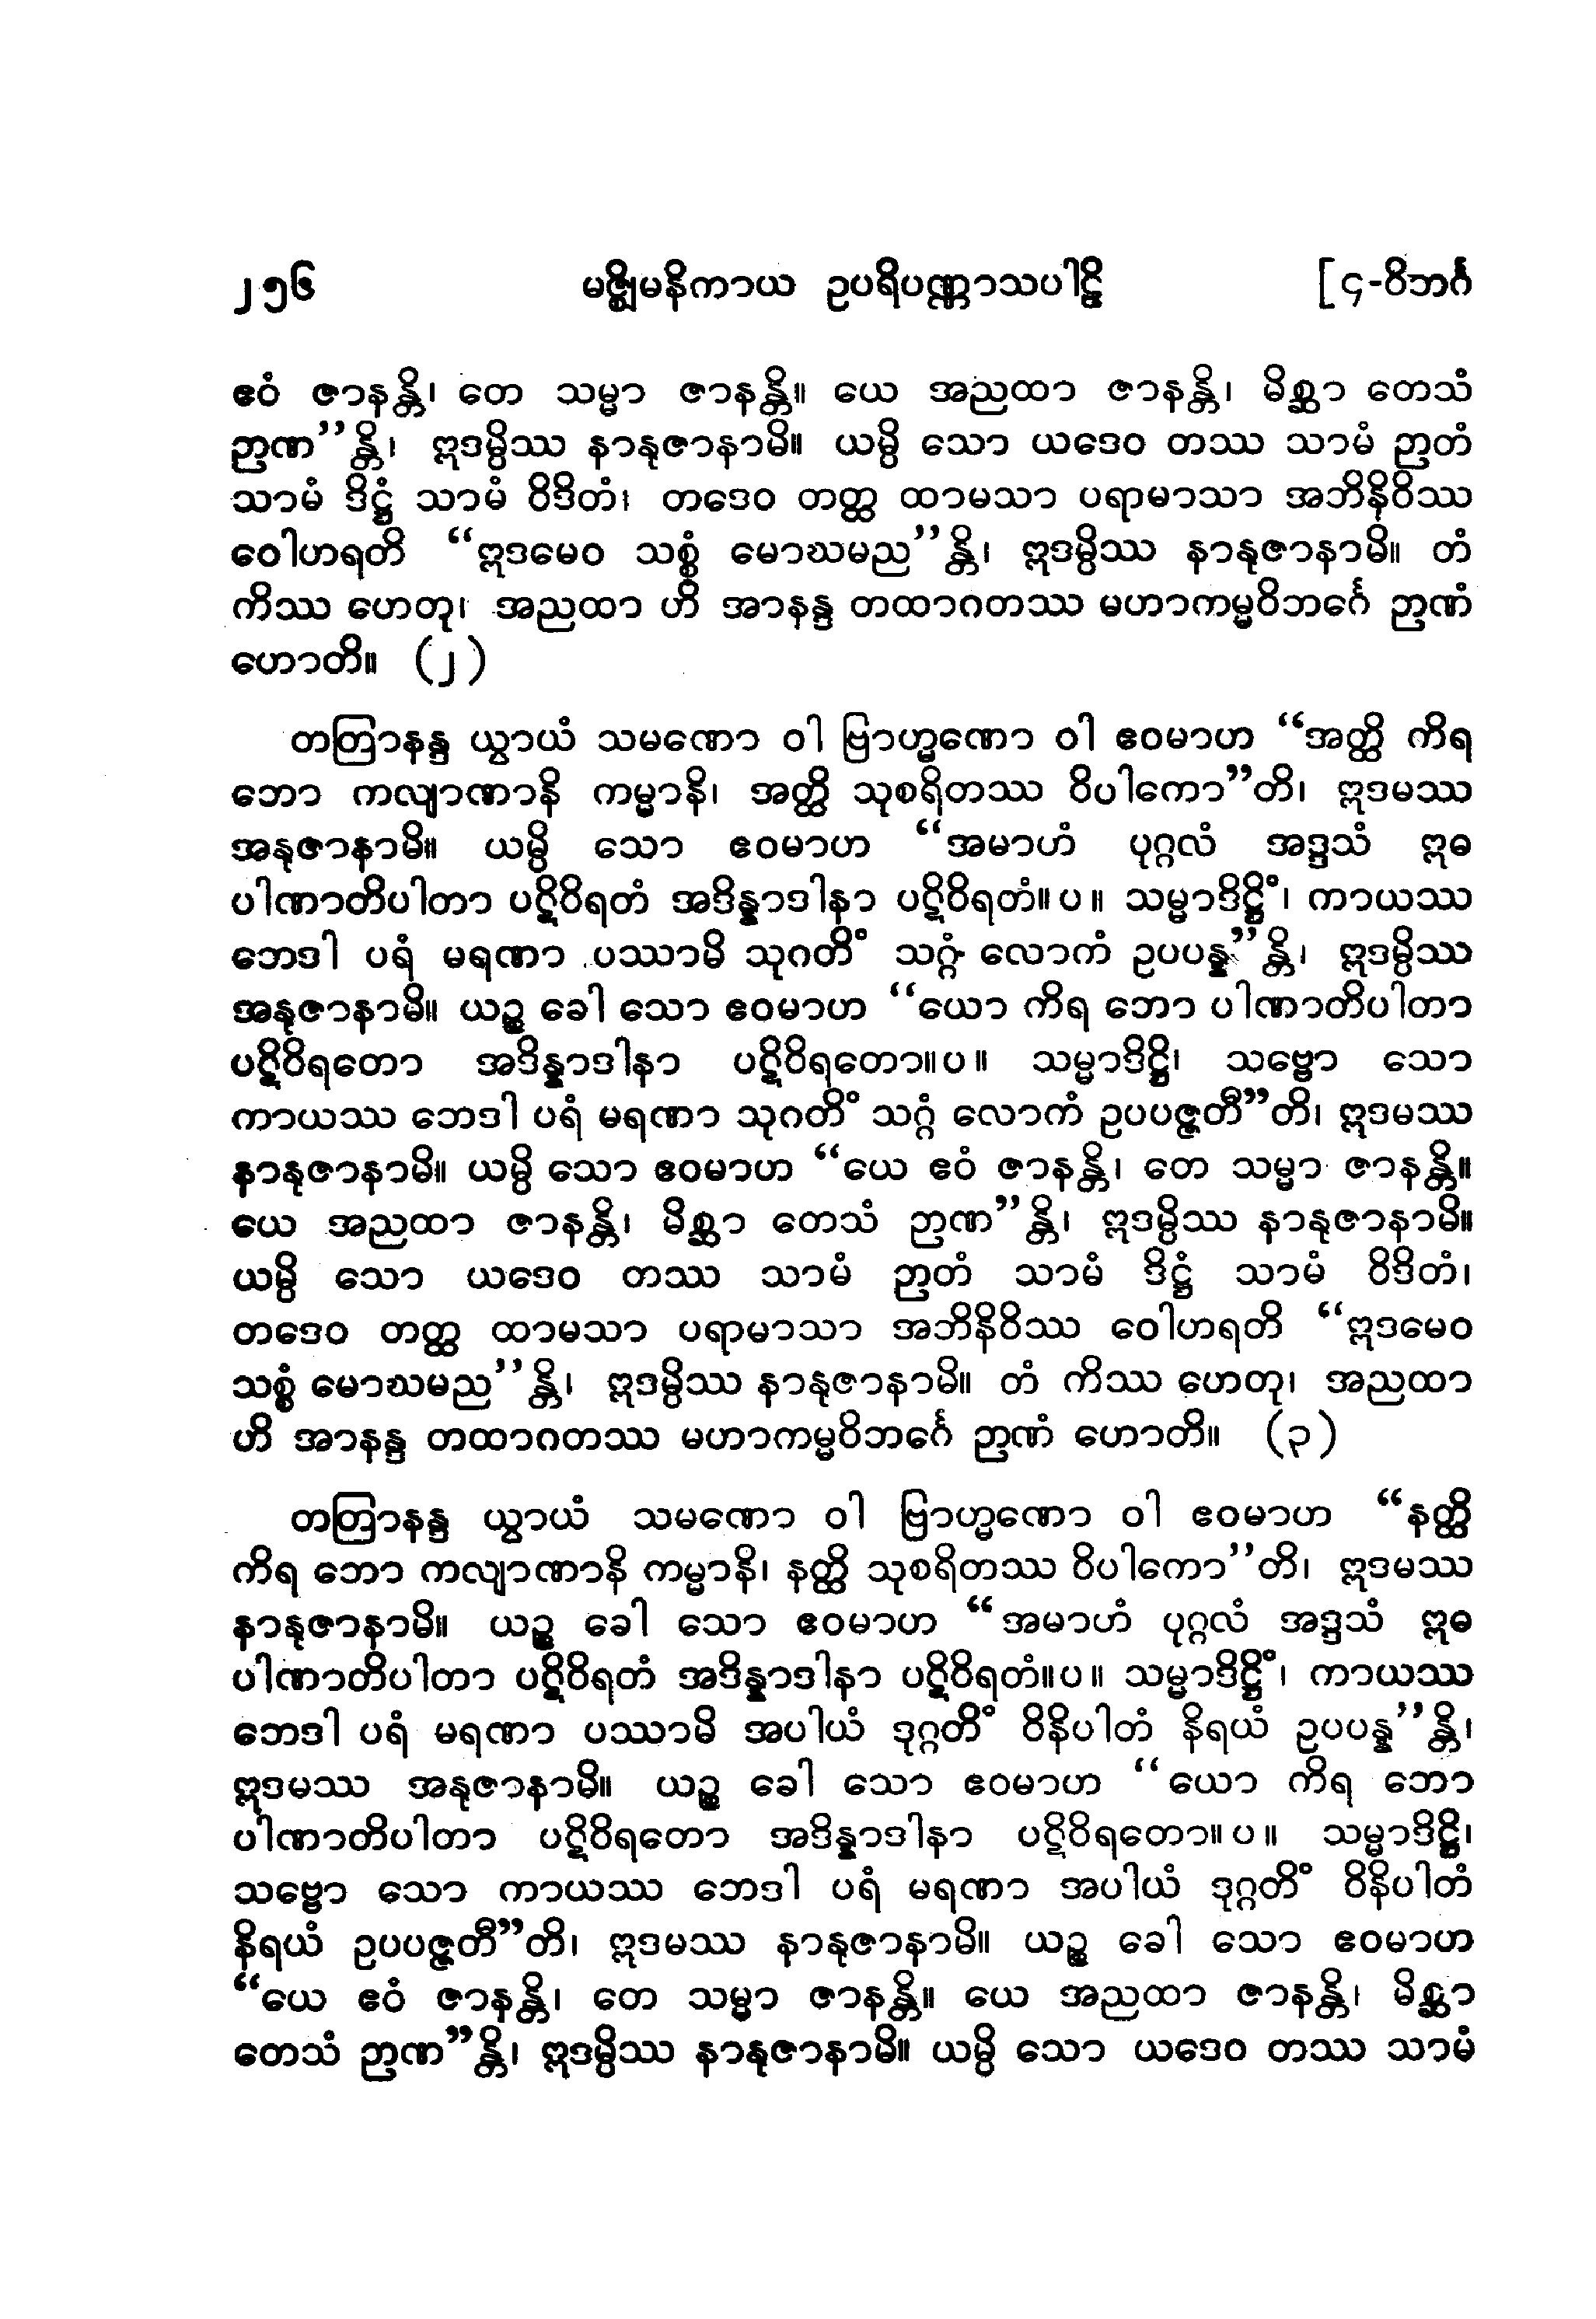 ၂၅၆ မဇ္ဈိမနိကာယ ဥပရိပဏ္ဏာသပါဠိ [၄-ဝိဘင်္ဂ
ဧဝံ ဇာနန္တိ၊ တေ သမ္မာ ဇာနန္တိ။ ယေ အညထာ ဇာနန္တိ၊ မိစ္ဆာ တေသံ
ဉာဏ”န္တိ၊ ဣဒမ္ပိဿ နာနုဇာနာမိ။ ယမ္ပိ သော ယဒေဝ တဿ သာမံ ဉာတံ
သာမံ ဒိဋ္ဌံ သာမံ ဝိဒိတံ၊ တဒေဝ တတ္ထ ထာမသာ ပရာမာသာ အဘိနိဝိဿ
ဝေါဟရတိ “ဣဒမေဝ သစ္စံ မောဃမည”န္တိ၊ ဣဒမ္ပိဿ နာနုဇာနာမိ။ တံ
ကိဿ ဟေတု၊ အညထာ ဟိ အာနန္ဒ တထာဂတဿ မဟာကမ္မဝိဘင်္ဂေ ဉာဏံ
ဟောတိ။ (၂)
တတြာနန္ဒ ယွာယံ သမဏော ဝါ ဗြာဟ္မဏော ဝါ ဧဝမာဟ “အတ္ထိ ကိရ
ဘော ကလျာဏာနိ ကမ္မာနိ၊ အတ္ထိ သုစရိတဿ ဝိပါကော”တိ၊ ဣဒမဿ
အနုဇာနာမိ။ ယမ္ပိ သော ဧဝမာဟ “အမာဟံ ပုဂ္ဂလံ အဒ္ဒသံ ဣဓ
ပါဏာတိပါတာ ပဋိဝိရတံ အဒိန္နာဒါနာ ပဋိဝိရတံ။ပ။ သမ္မာဒိဋ္ဌိံ၊ ကာယဿ
ဘေဒါ ပရံ မရဏာ ပဿာမိ သုဂတိံ သဂ္ဂံ လောကံ ဥပပန္န”န္တိ၊ ဣဒမ္ပိဿ
အနုဇာနာမိ။ ယဉ္စ ခေါ သော ဧဝမာဟ “ယော ကိရ ဘော ပါဏာတိပါတာ
ပဋိဝိရတော အဒိန္နာဒါနာ ပဋိဝိရတော။ပ။ သမ္မာဒိဋ္ဌိ၊ သဗ္ဗော သော
ကာယဿ ဘေဒါ ပရံ မရဏာ သုဂတိံ သဂ္ဂံ လောကံ ဥပပဇ္ဇတီ”တိ၊ ဣဒမဿ
နာနုဇာနာမိ။ ယမ္ပိ သော ဧဝမာဟ “ယေ ဧဝံ ဇာနန္တိ၊ တေ သမ္မာ ဇာနန္တိ။
ယေ အညထာ ဇာနန္တိ၊ မိစ္ဆာ တေသံ ဉာဏ”န္တိ၊ ဣဒမ္ပိဿ နာနုဇာနာမိ။
ယမ္ပိ သော ယဒေဝ တဿ သာမံ ဉာတံ သာမံ ဒိဋ္ဌံ သာမံ ဝိဒိတံ၊
တဒေဝ တတ္ထ ထာမသာ ပရာမာသာ အဘိနိဝိဿ ဝေါဟရတိ “ဣဒမေဝ
သစ္စံ မောဃမည”န္တိ၊ ဣဒမ္ပိဿ နာနုဇာနာမိ။ တံ ကိဿ ဟေတု၊ အညထာ
ဟိ အာနန္ဒ တထာဂတဿ မဟာကမ္မဝိဘင်္ဂေ ဉာဏံ ဟောတိ။ (၃)
တတြာနန္ဒ ယွာယံ သမဏော ဝါ ဗြာဟ္မဏော ဝါ ဧဝမာဟ “နတ္ထိ
ကိရ ဘော ကလျာဏာနိ ကမ္မာနိ၊ နတ္ထိ သုစရိတဿ ဝိပါကော”တိ၊ ဣဒမဿ
နာနုဇာနာမိ။ ယဉ္စ ခေါ သော ဧဝမာဟ “အမာဟံ ပုဂ္ဂလံ အဒ္ဒသံ ဣဓ
ပါဏာတိပါတာ ပဋိဝိရတံ အဒိန္နာဒါနာ ပဋိဝိရတံ။ပ။ သမ္မာဒိဋ္ဌိံ၊ ကာယဿ
ဘေဒါ ပရံ မရဏာ ပဿာမိ အပါယံ ဒုဂ္ဂတိံ ဝိနိပါတံ နိရယံ ဥပပန္န”န္တိ၊
ဣဒမဿ အနုဇာနာမိ။ ယဉ္စ ခေါ သော ဧဝမာဟ “ယော ကိရ ဘော
ပါဏာတိပါတာ ပဋိဝိရတော အဒိန္နာဒါနာ ပဋိဝိရတော။ပ။ သမ္မာဒိဋ္ဌိ၊
သဗ္ဗော သော ကာယဿ ဘေဒါ ပရံ မရဏာ အပါယံ ဒုဂ္ဂတိံ ဝိနိပါတံ
နိရယံ ဥပပဇ္ဇတီ”တိ၊ ဣဒမဿ နာနုဇာနာမိ။ ယဉ္စ ခေါ သော ဧဝမာဟ
“ယေ ဧဝံ ဇာနန္တိ၊ တေ သမ္မာ ဇာနန္တိ။ ယေ အညထာ ဇာနန္တိ၊ မိစ္ဆာ
တေသံ ဉာဏ”န္တိ၊ ဣဒမ္ပိဿ နာနုဇာနာမိ။ ယမ္ပိ သော ယဒေဝ တဿ သာမံ